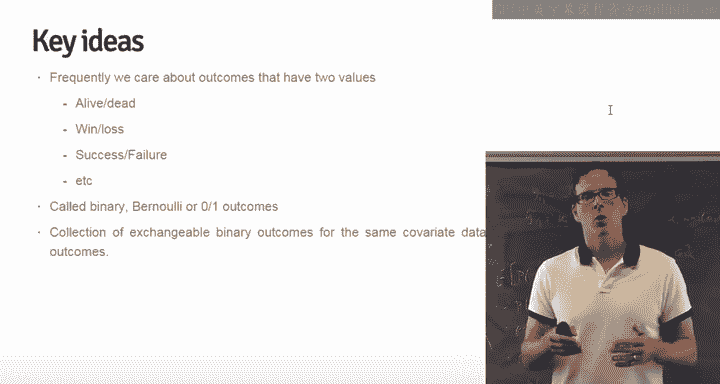 Key ideas
· Frequently we care about outcomes that have two values
- Alive/dead
- Win/loss
- Success/Failure
- etc
· Called binary, Bernoulli or 0/1 outcomes
· Collection of exchangeable binary outcomes for the same covariate data
outcomes.